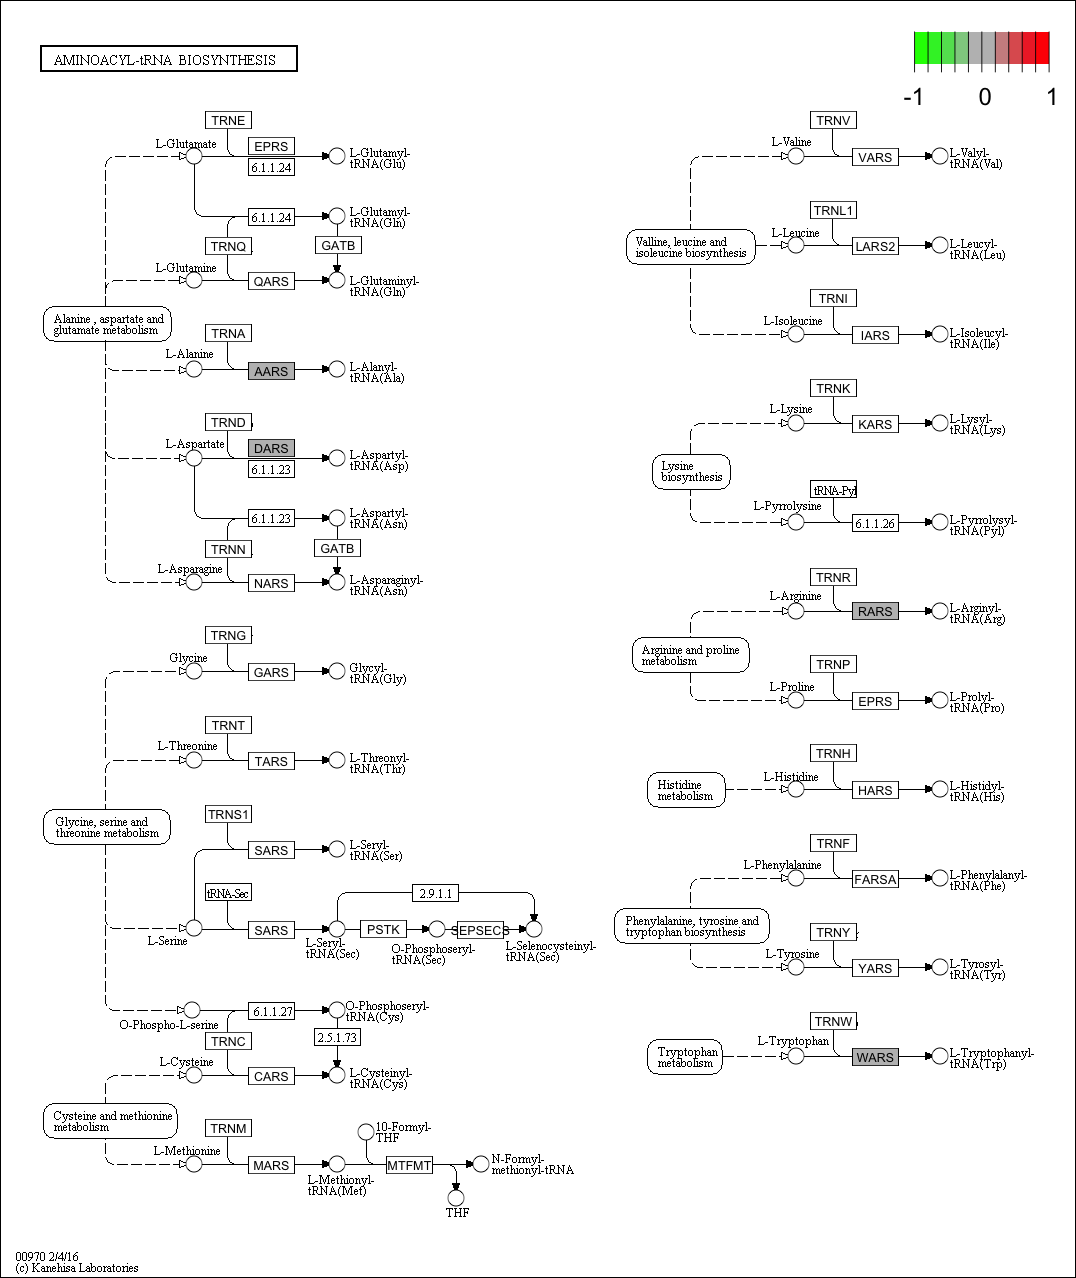 AMINOACYL-tRNA BIOSYNTHESIS
-1
0
1
TRNE
L-Glutamate
EPRS
6.1.1.24
L-Glutamyl-
tRNA(Glu)
6.1.1.24
L-Glutamyl-
tRNA(Gln)
TRNQ
GATB
L-Glutamine
QARS
L-Glutaminyl-
tRNA(Gln)
Alanine , aspartate and
glutamate metabolism
TRNA
L-Alanine
AARS
L-Alanyl-
tRNA(Ala)
TRND
L-Aspartate
DARS
6.1.1.23
L-Aspartyl-
tRNA(Asp)
6.1.1.23
L-Aspartyl-
tRNA(Asn)
TRNN
GATB
L-Asparagine
NARS
L-Asparaginyl-
tRNA(Asn)
TRNG
Glycine
GARS
Glycyl-
tRNA(Gly)
TRNT
L-Threonine
TARS
L-Threonyl-
tRNA(Thr)
Glycine, serine and
threonine metabolism
TRNS1
SARS
L-Seryl-
tRNA(Ser)
tRNA-Sec
2.9.1.1
L-Serine
SARS
L-Seryl-
tRNA(Sec)
PSTK
O-Phosphoseryl-
tRNA(Sec)
SEPSECS
L-Selenocysteinyl-
tRNA(Sec)
O-Phospho-L-serine
6.1.1.27
O-Phosphoseryl-
tRNA(Cys)
TRNC
2.5.1.73
L-Cysteine
CARS
L-Cysteinyl-
tRNA(Cys)
Cysteine and methionine
metabolism
TRNM
L-Methionine
MARS
L-Methionyl-
tRNA(Met)
10-Formyl-
THF
MTFMT
N-Formyl-
methionyl-tRNA
THF
TRNV
L-Valine
VARS
L-Valyl-
tRNA(Val)
TRNL1
L-Leucine
LARS2
L-Leucyl-
tRNA(Leu)
Valline, leucine and
isoleucine biosynthesis
TRNI
L-Isoleucine
IARS
L-Isoleucyl-
tRNA(Ile)
TRNK
L-Lysine
KARS
L-Lysyl-
tRNA(Lys)
Lysine
biosynthesis
tRNA-Pyl
L-Pyrrolysine
6.1.1.26
L-Pyrrolysyl-
tRNA(Pyl)
TRNR
L-Arginine
RARS
L-Arginyl-
tRNA(Arg)
Arginine and proline
metabolism
TRNP
L-Proline
EPRS
L-Prolyl-
tRNA(Pro)
TRNH
Histidine
metabolism
L-Histidine
HARS
L-Histidyl-
tRNA(His)
TRNF
L-Phenylalanine
FARSA
L-Phenylalanyl-
tRNA(Phe)
Phenylalanine, tyrosine and
tryptophan biosynthesis
TRNY
L-Tyrosine
YARS
L-Tyrosyl-
tRNA(Tyr)
TRNW
Tryptophan
metabolism
L-Tryptophan
WARS
L-Tryptophanyl-
tRNA(Trp)
00970 2/4/16
(c) Kanehisa Laboratories